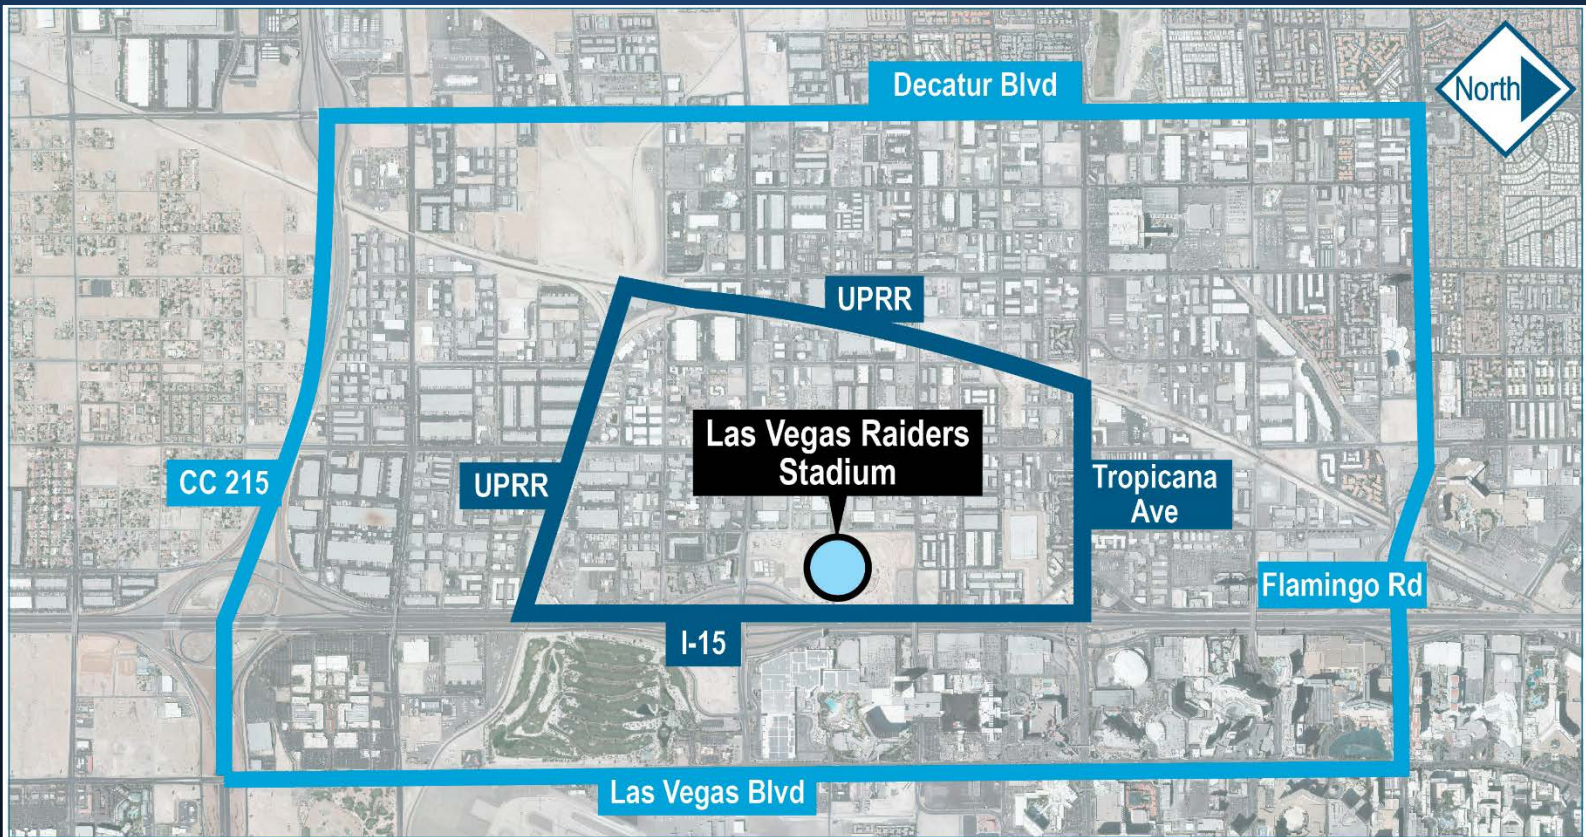 Decatur Blvd
North
UPRR
Las Vegas Raiders
Stadium
CC 215
UPRR
Tropicana
Ave
Flamingo Rd
I-15
Las Vegas Blvd